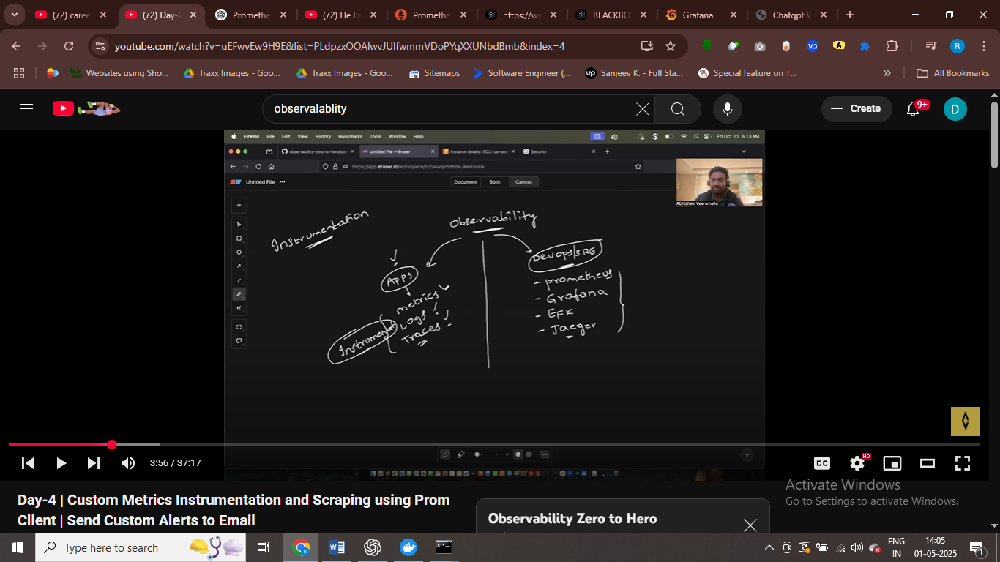 (72) caree
(72) Day-
Promethe
(72) He Li
Promethe
https://w
BLACKBO
Grafana
Chatgpt
youtube.com/watch?v=uEFwvEw9H9E&list=PLdpzxOOAlwvJUlfwmmVDoPYqXXUNbdBmb&index=4
Websites using Sho...
Traxx Images - Goo...
Traxx Images - Goo...
Sitemaps
Software Engineer (...
Sanjeev K. - Full Sta...
Special feature on T...
All Bookmarks
observalablity
Create
9+
D
Firefox File Edit View History Bookmarks Tools Window Help
Fri Oct 11 6:13 AM
observability-zero-to-hero/day
Untitled File — Eraser
Instance details | EC2 | us-eas
Security
https://app.eraser.io/workspace/52S4wqP1d6d47AkH3urw
Untitled File
Document Both Canvas
Abhishek Veeramalla
Instrumentation
Observability
APPS
metrics
Logs
Traces
Instrument
DevOps/SRE
- prometheus
- Grafana
- EFK
- Jaeger
3:56 / 37:17
CC
HD
Day-4 | Custom Metrics Instrumentation and Scraping using Prom
Client | Send Custom Alerts to Email
Observability Zero to Hero
Activate Windows
Go to Settings to activate Windows.
Type here to search
ENG
IN
14:05
01-05-2025
1